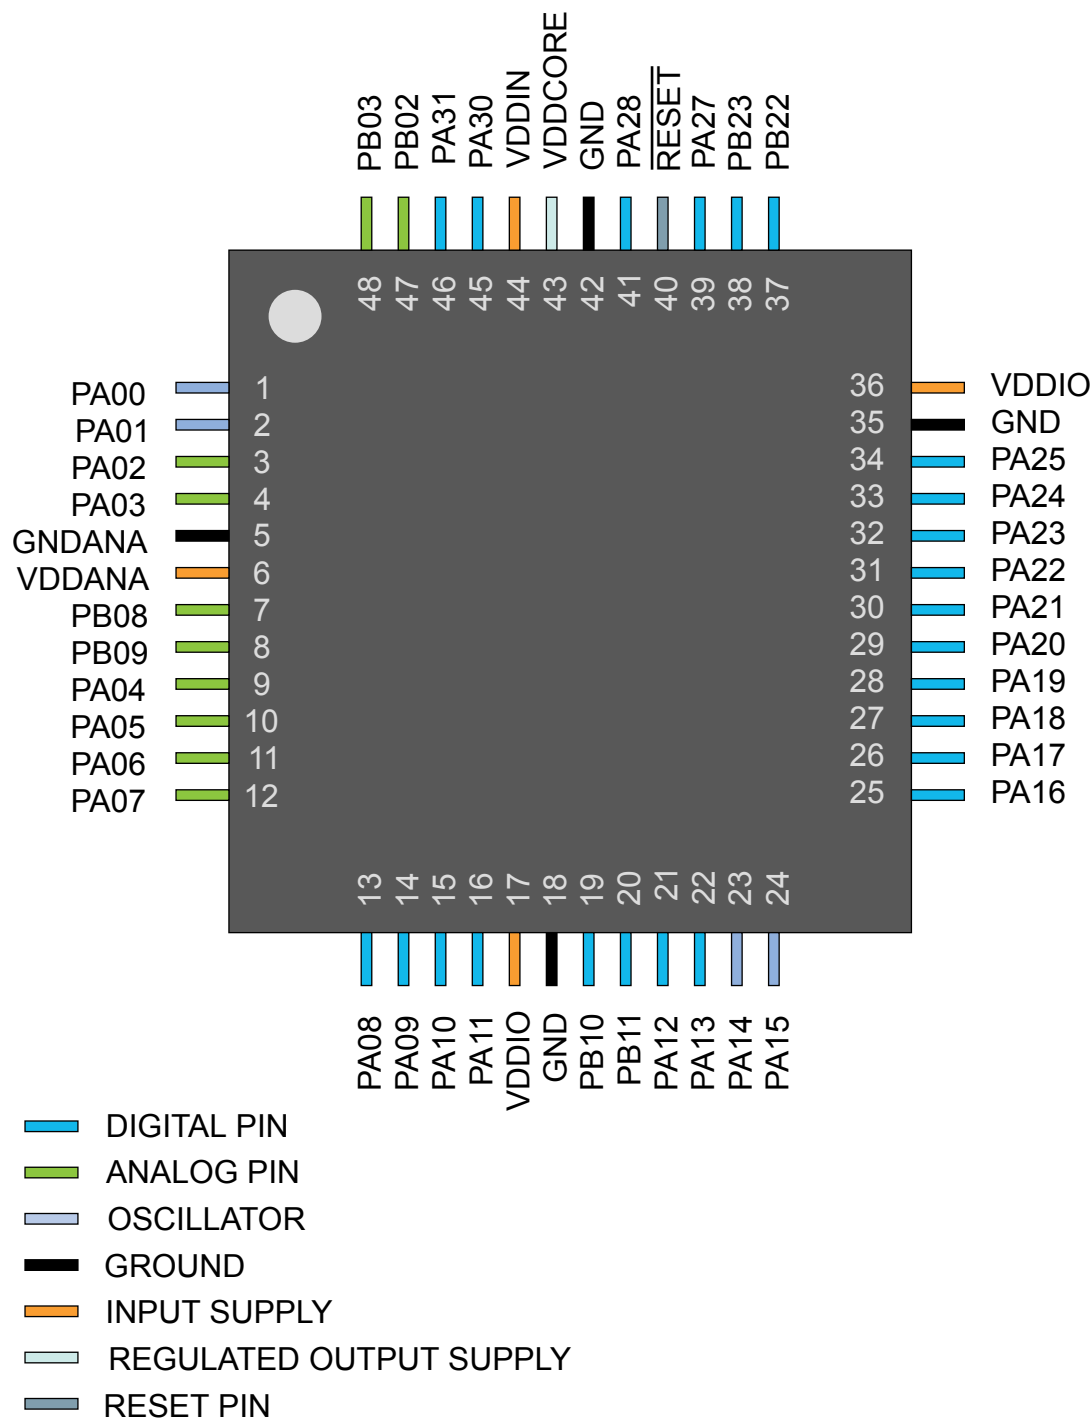 PB03
PB02
PA31
PA30
VDDIN
VDDCORE
GND
PA28
RESET
PA27
PB23
PB22
48
47
46
45
44
43
42
41
40
39
38
37
PA00 1
PA01 2
PA02 3
PA03 4
GNDANA 5
VDDANA 6
PB08 7
PB09 8
PA04 9
PA05 10
PA06 11
PA07 12
36 VDDIO
35 GND
34 PA25
33 PA24
32 PA23
31 PA22
30 PA21
29 PA20
28 PA19
27 PA18
26 PA17
25 PA16
13
14
15
16
17
18
19
20
21
22
23
24
PA08
PA09
PA10
PA11
VDDIO
GND
PB10
PB11
PA12
PA13
PA14
PA15
DIGITAL PIN
ANALOG PIN
OSCILLATOR
GROUND
INPUT SUPPLY
REGULATED OUTPUT SUPPLY
RESET PIN